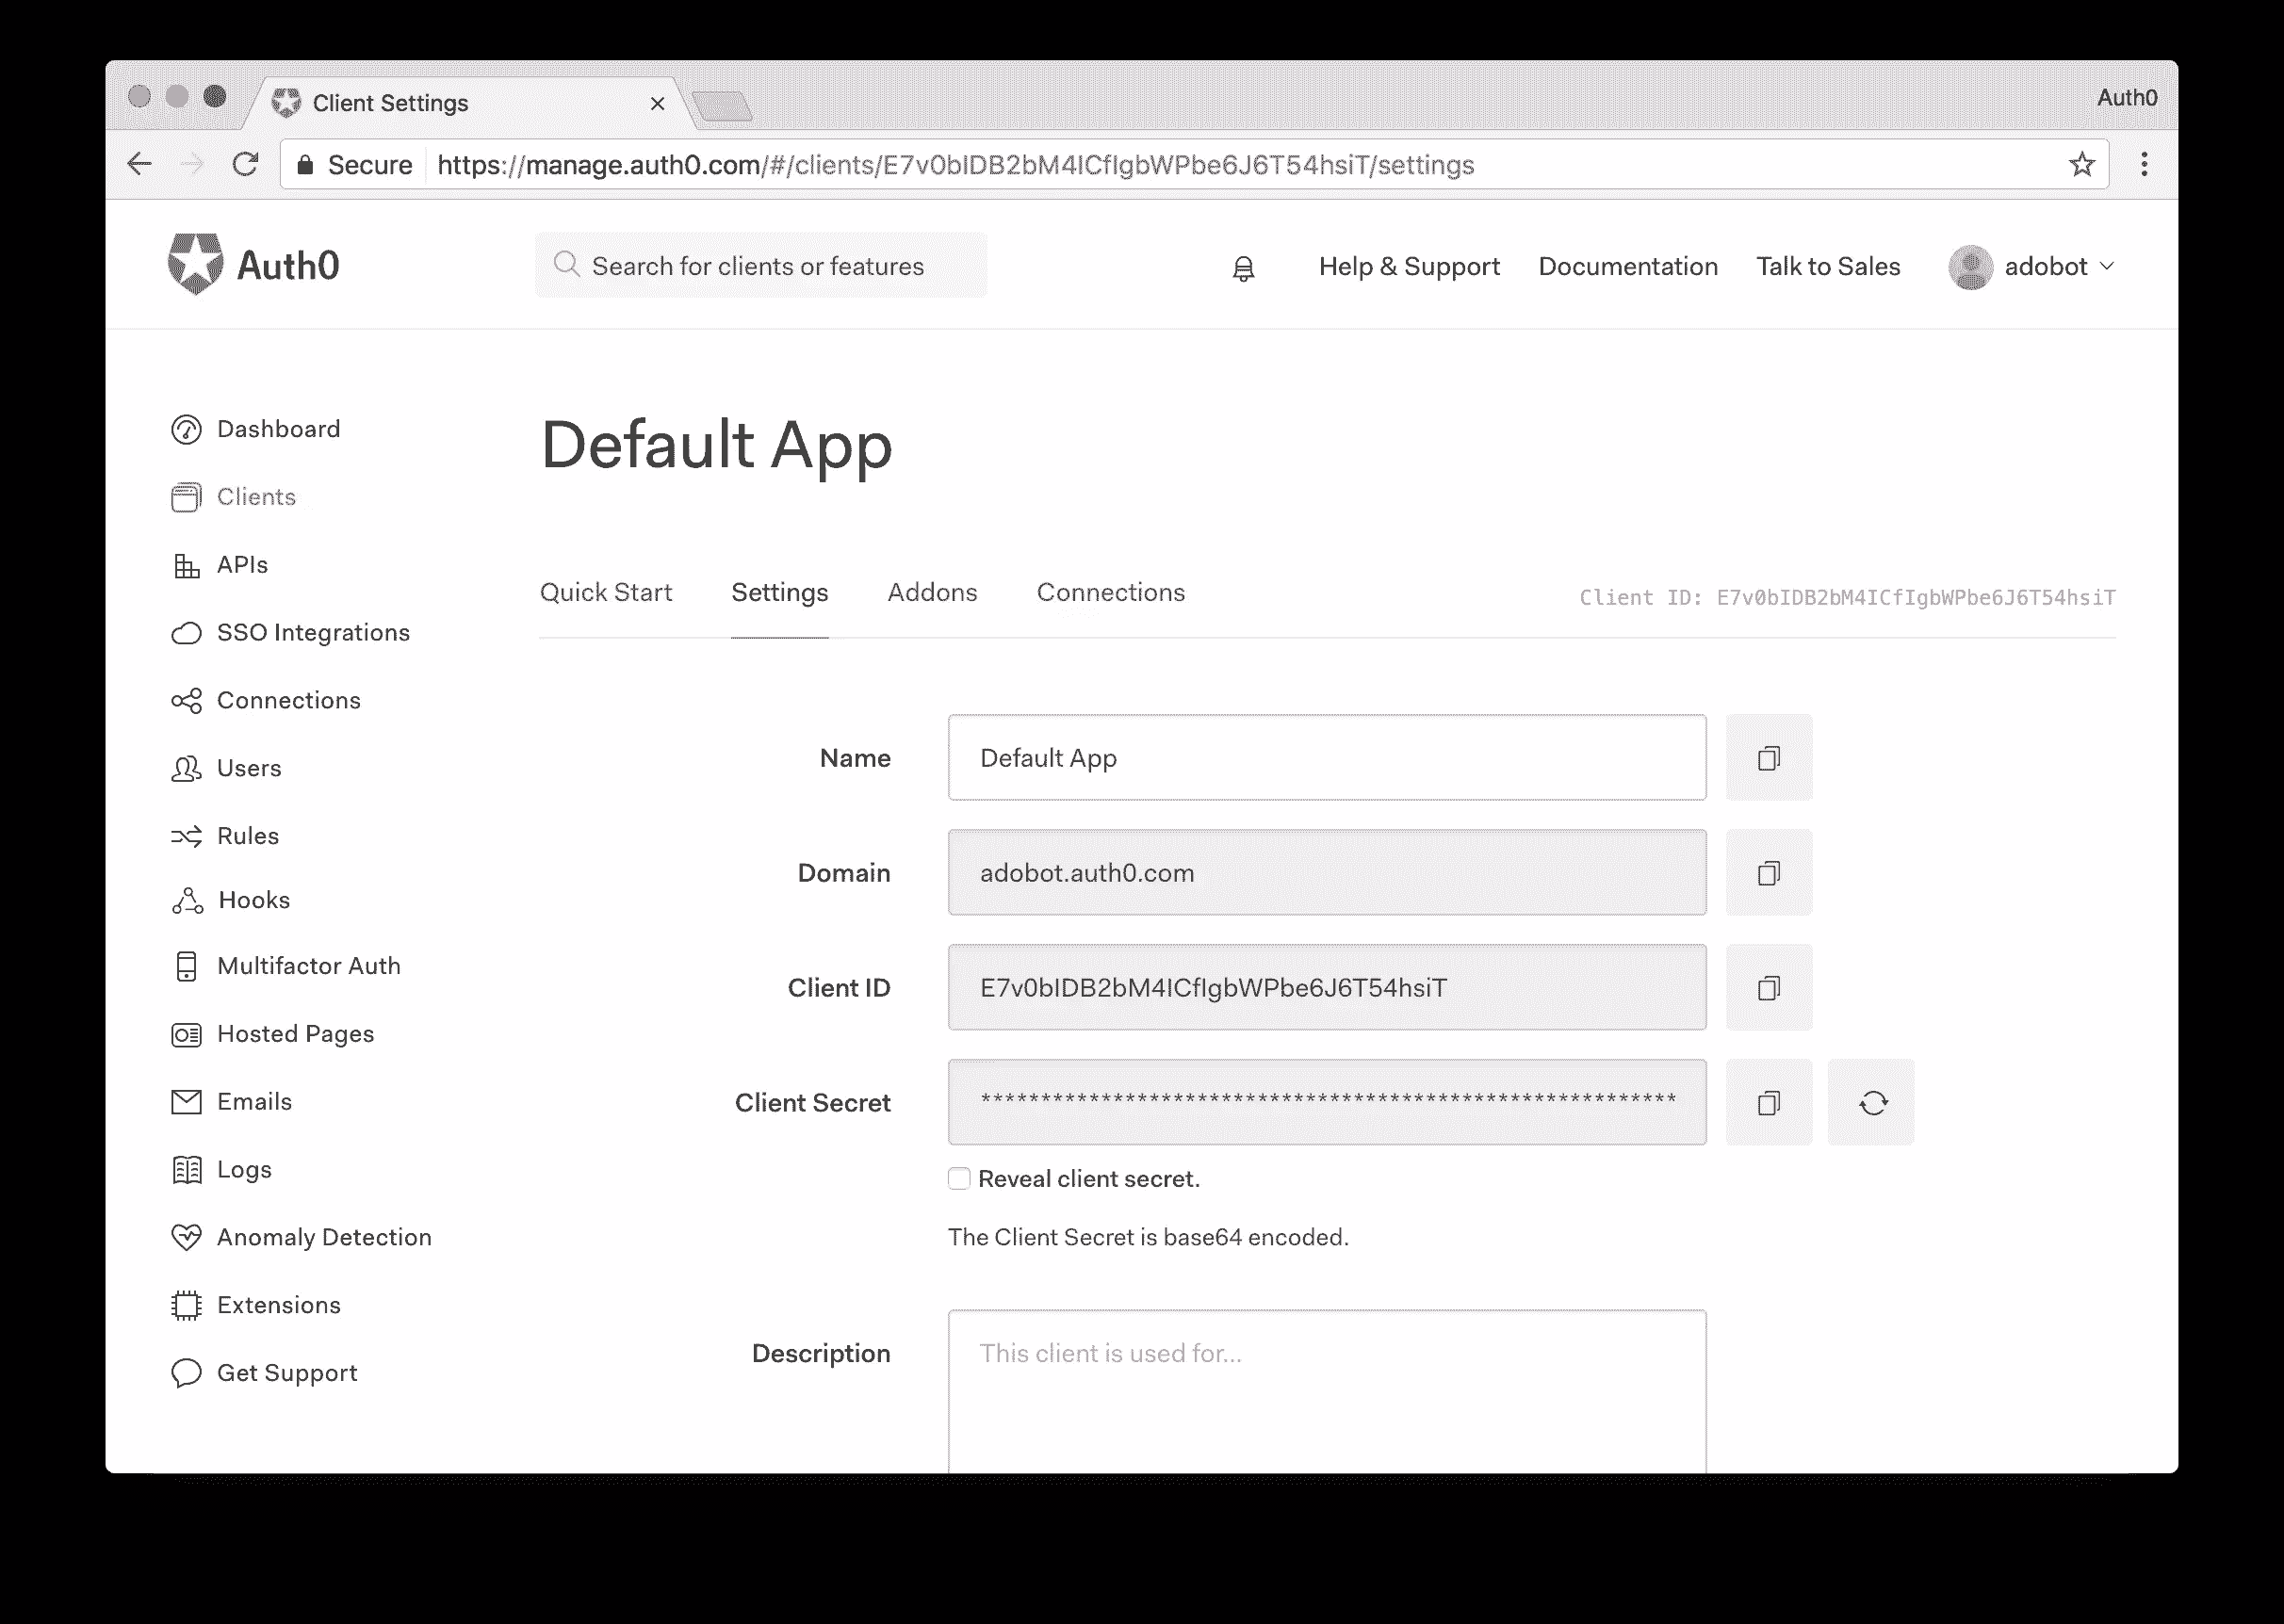 Client Settings
Auth0
Secure https://manage.auth0.com/#/clients/E7v0bIDB2bM4ICfIgbWPbe6J6T54hsiT/settings
Auth0
Search for clients or features
Help & Support
Documentation
Talk to Sales
adobot
Dashboard
Clients
APIs
SSO Integrations
Connections
Users
Rules
Hooks
Multifactor Auth
Hosted Pages
Emails
Logs
Anomaly Detection
Extensions
Get Support
Default App
Quick Start Settings Addons Connections
Client ID: E7v0bIDB2bM4ICfIgbWPbe6J6T54hsiT
Name
Default App
Domain
adobot.auth0.com
Client ID
E7v0bIDB2bM4ICfIgbWPbe6J6T54hsiT
Client Secret
**********************************************************
Reveal client secret.
The Client Secret is base64 encoded.
Description
This client is used for...